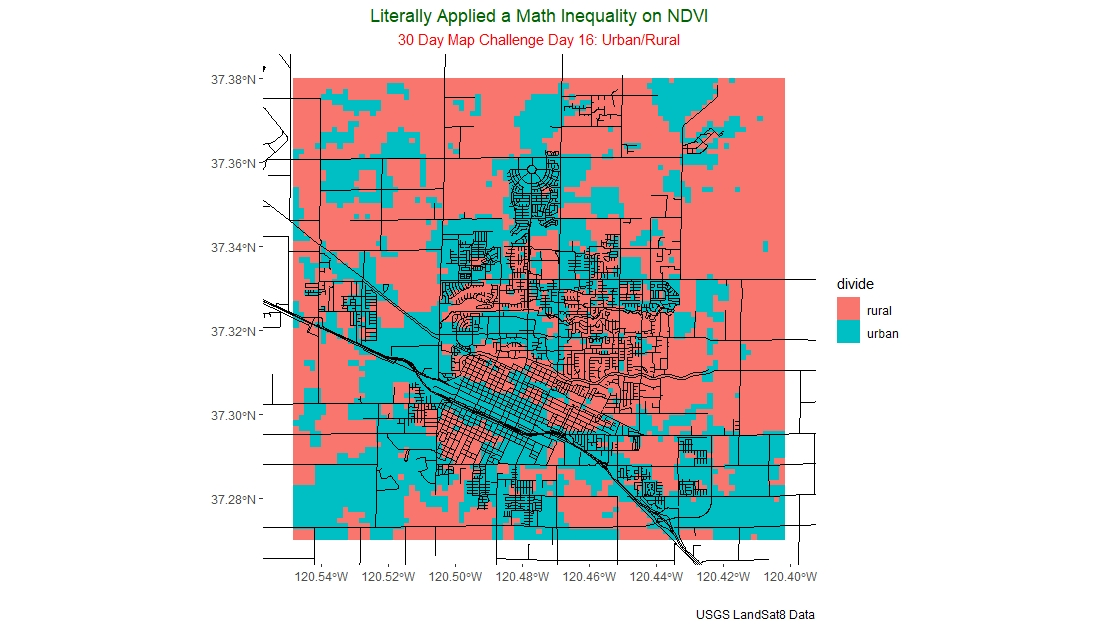 Literally Applied a Math Inequality on NDVI
30 Day Map Challenge Day 16: Urban/Rural
37.38°N
37.36°N
37.34°N
37.32°N
37.30°N
37.28°N
120.54°W 120.52°W 120.50°W 120.48°W 120.46°W 120.44°W 120.42°W 120.40°W
divide
rural
urban
USGS LandSat8 Data